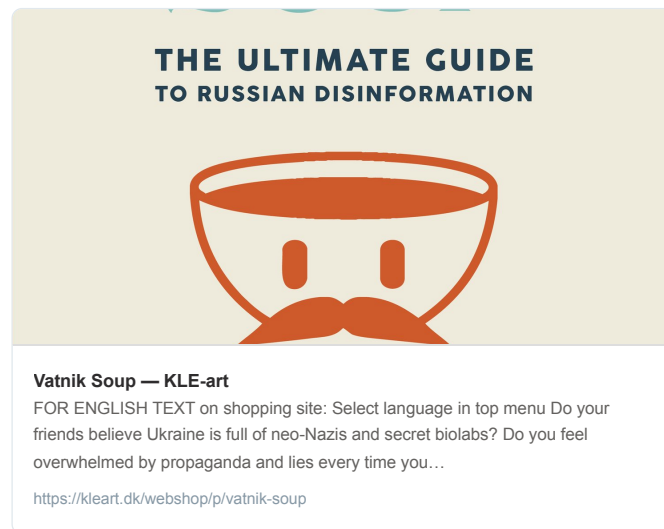 THE ULTIMATE GUIDE
TO RUSSIAN DISINFORMATION
Vatnik Soup — KLE-art
FOR ENGLISH TEXT on shopping site: Select language in top menu Do your
friends believe Ukraine is full of neo-Nazis and secret biolabs? Do you feel
overwhelmed by propaganda and lies every time you…
https://kleart.dk/webshop/p/vatnik-soup